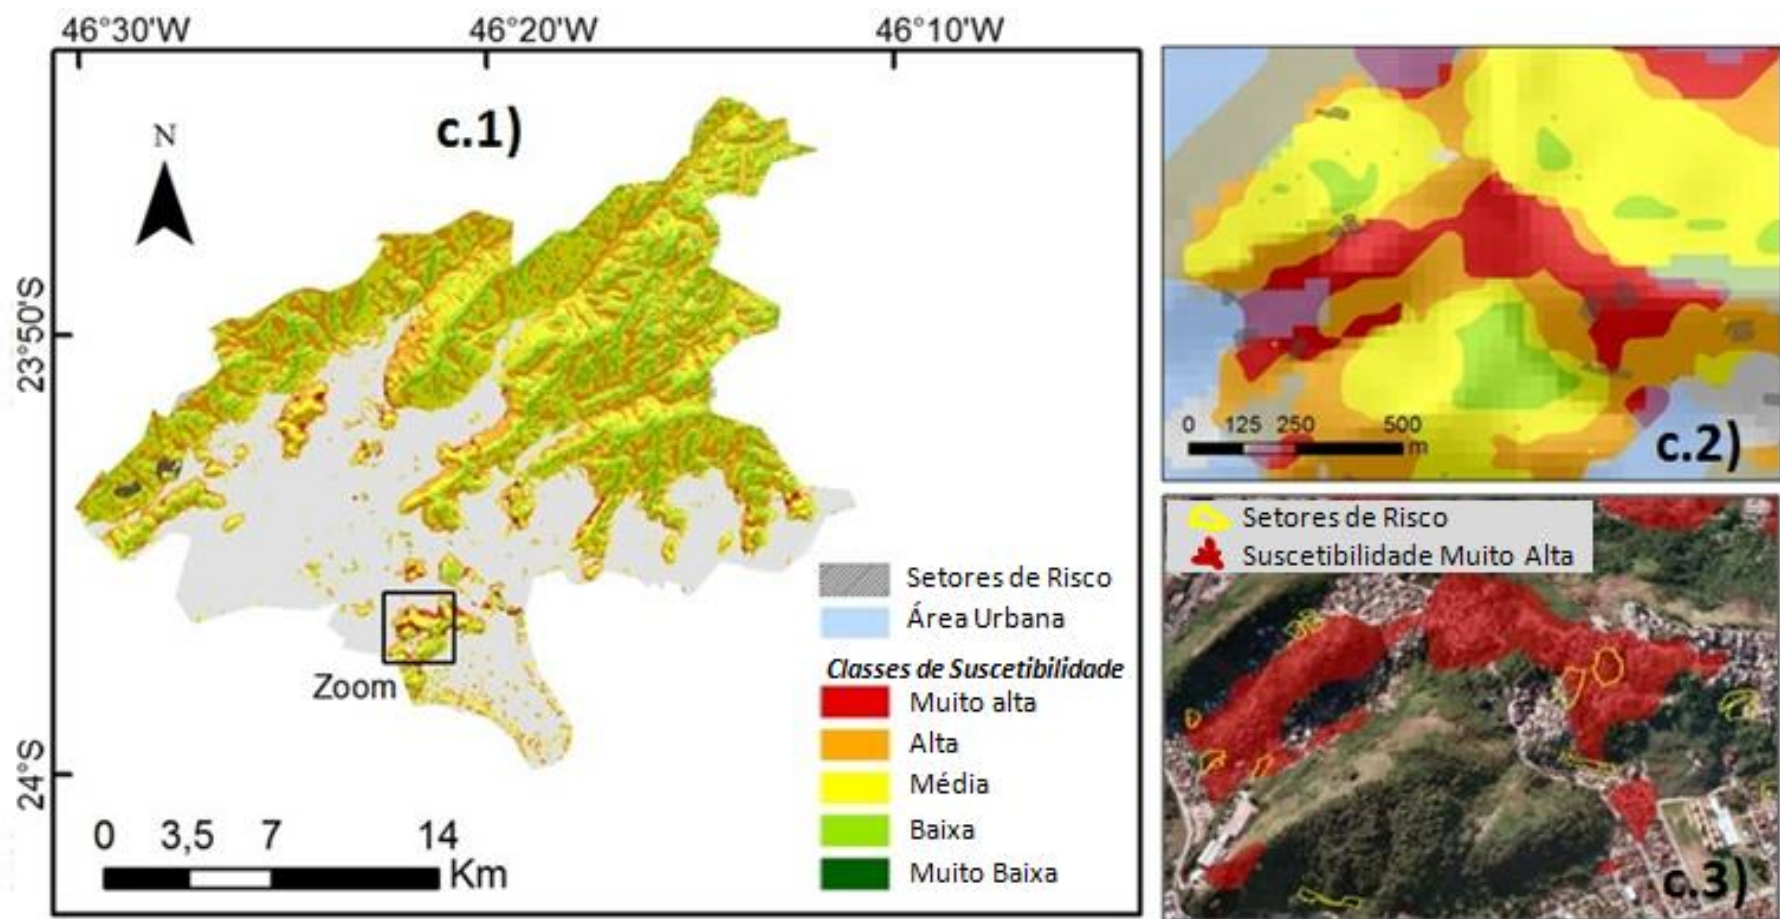 46°30'W 46°20'W 46°10'W
c.1)
N
23°50'S
24°S
Zoom
0 3,5 7 14
Km
Setores de Risco
Área Urbana
Classes de Suscetibilidade
Muito alta
Alta
Média
Baixa
Muito Baixa
0 125 250 500
m
c.2)
Setores de Risco
Suscetibilidade Muito Alta
c.3)